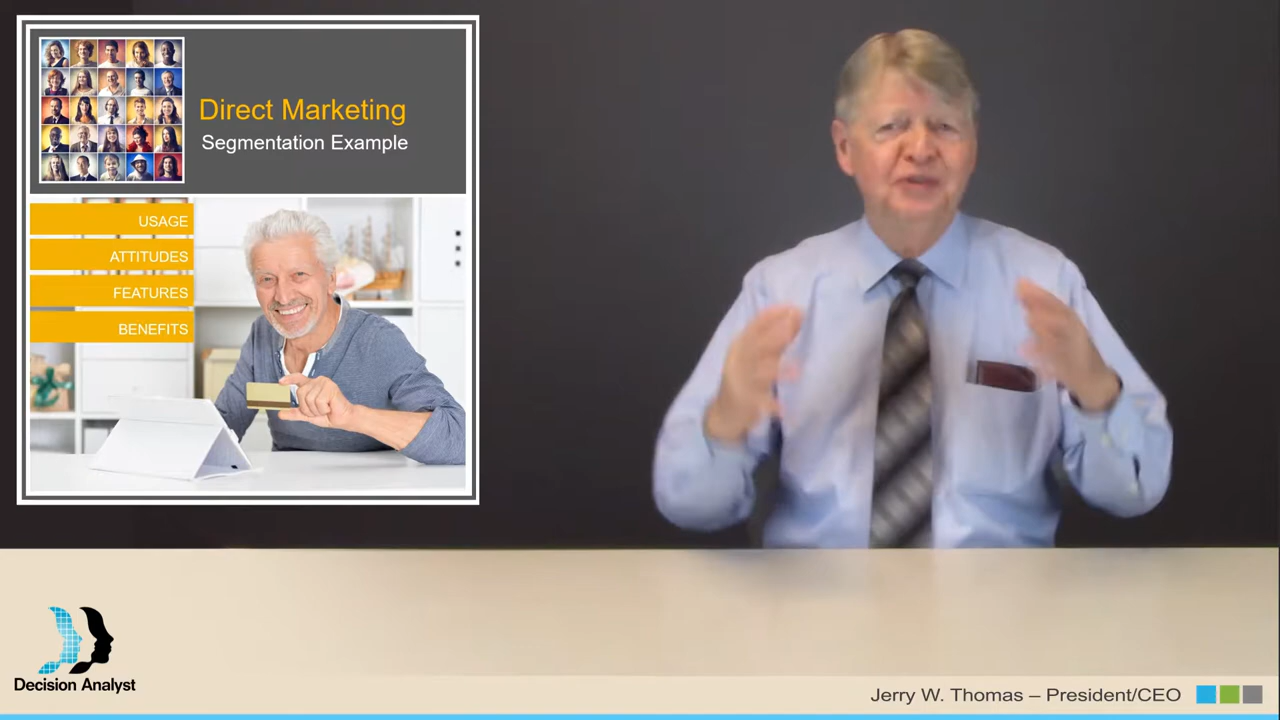 Direct Marketing
Segmentation Example
USAGE
ATTITUDES
FEATURES
BENEFITS
Decision Analyst
Jerry W. Thomas – President/CEO